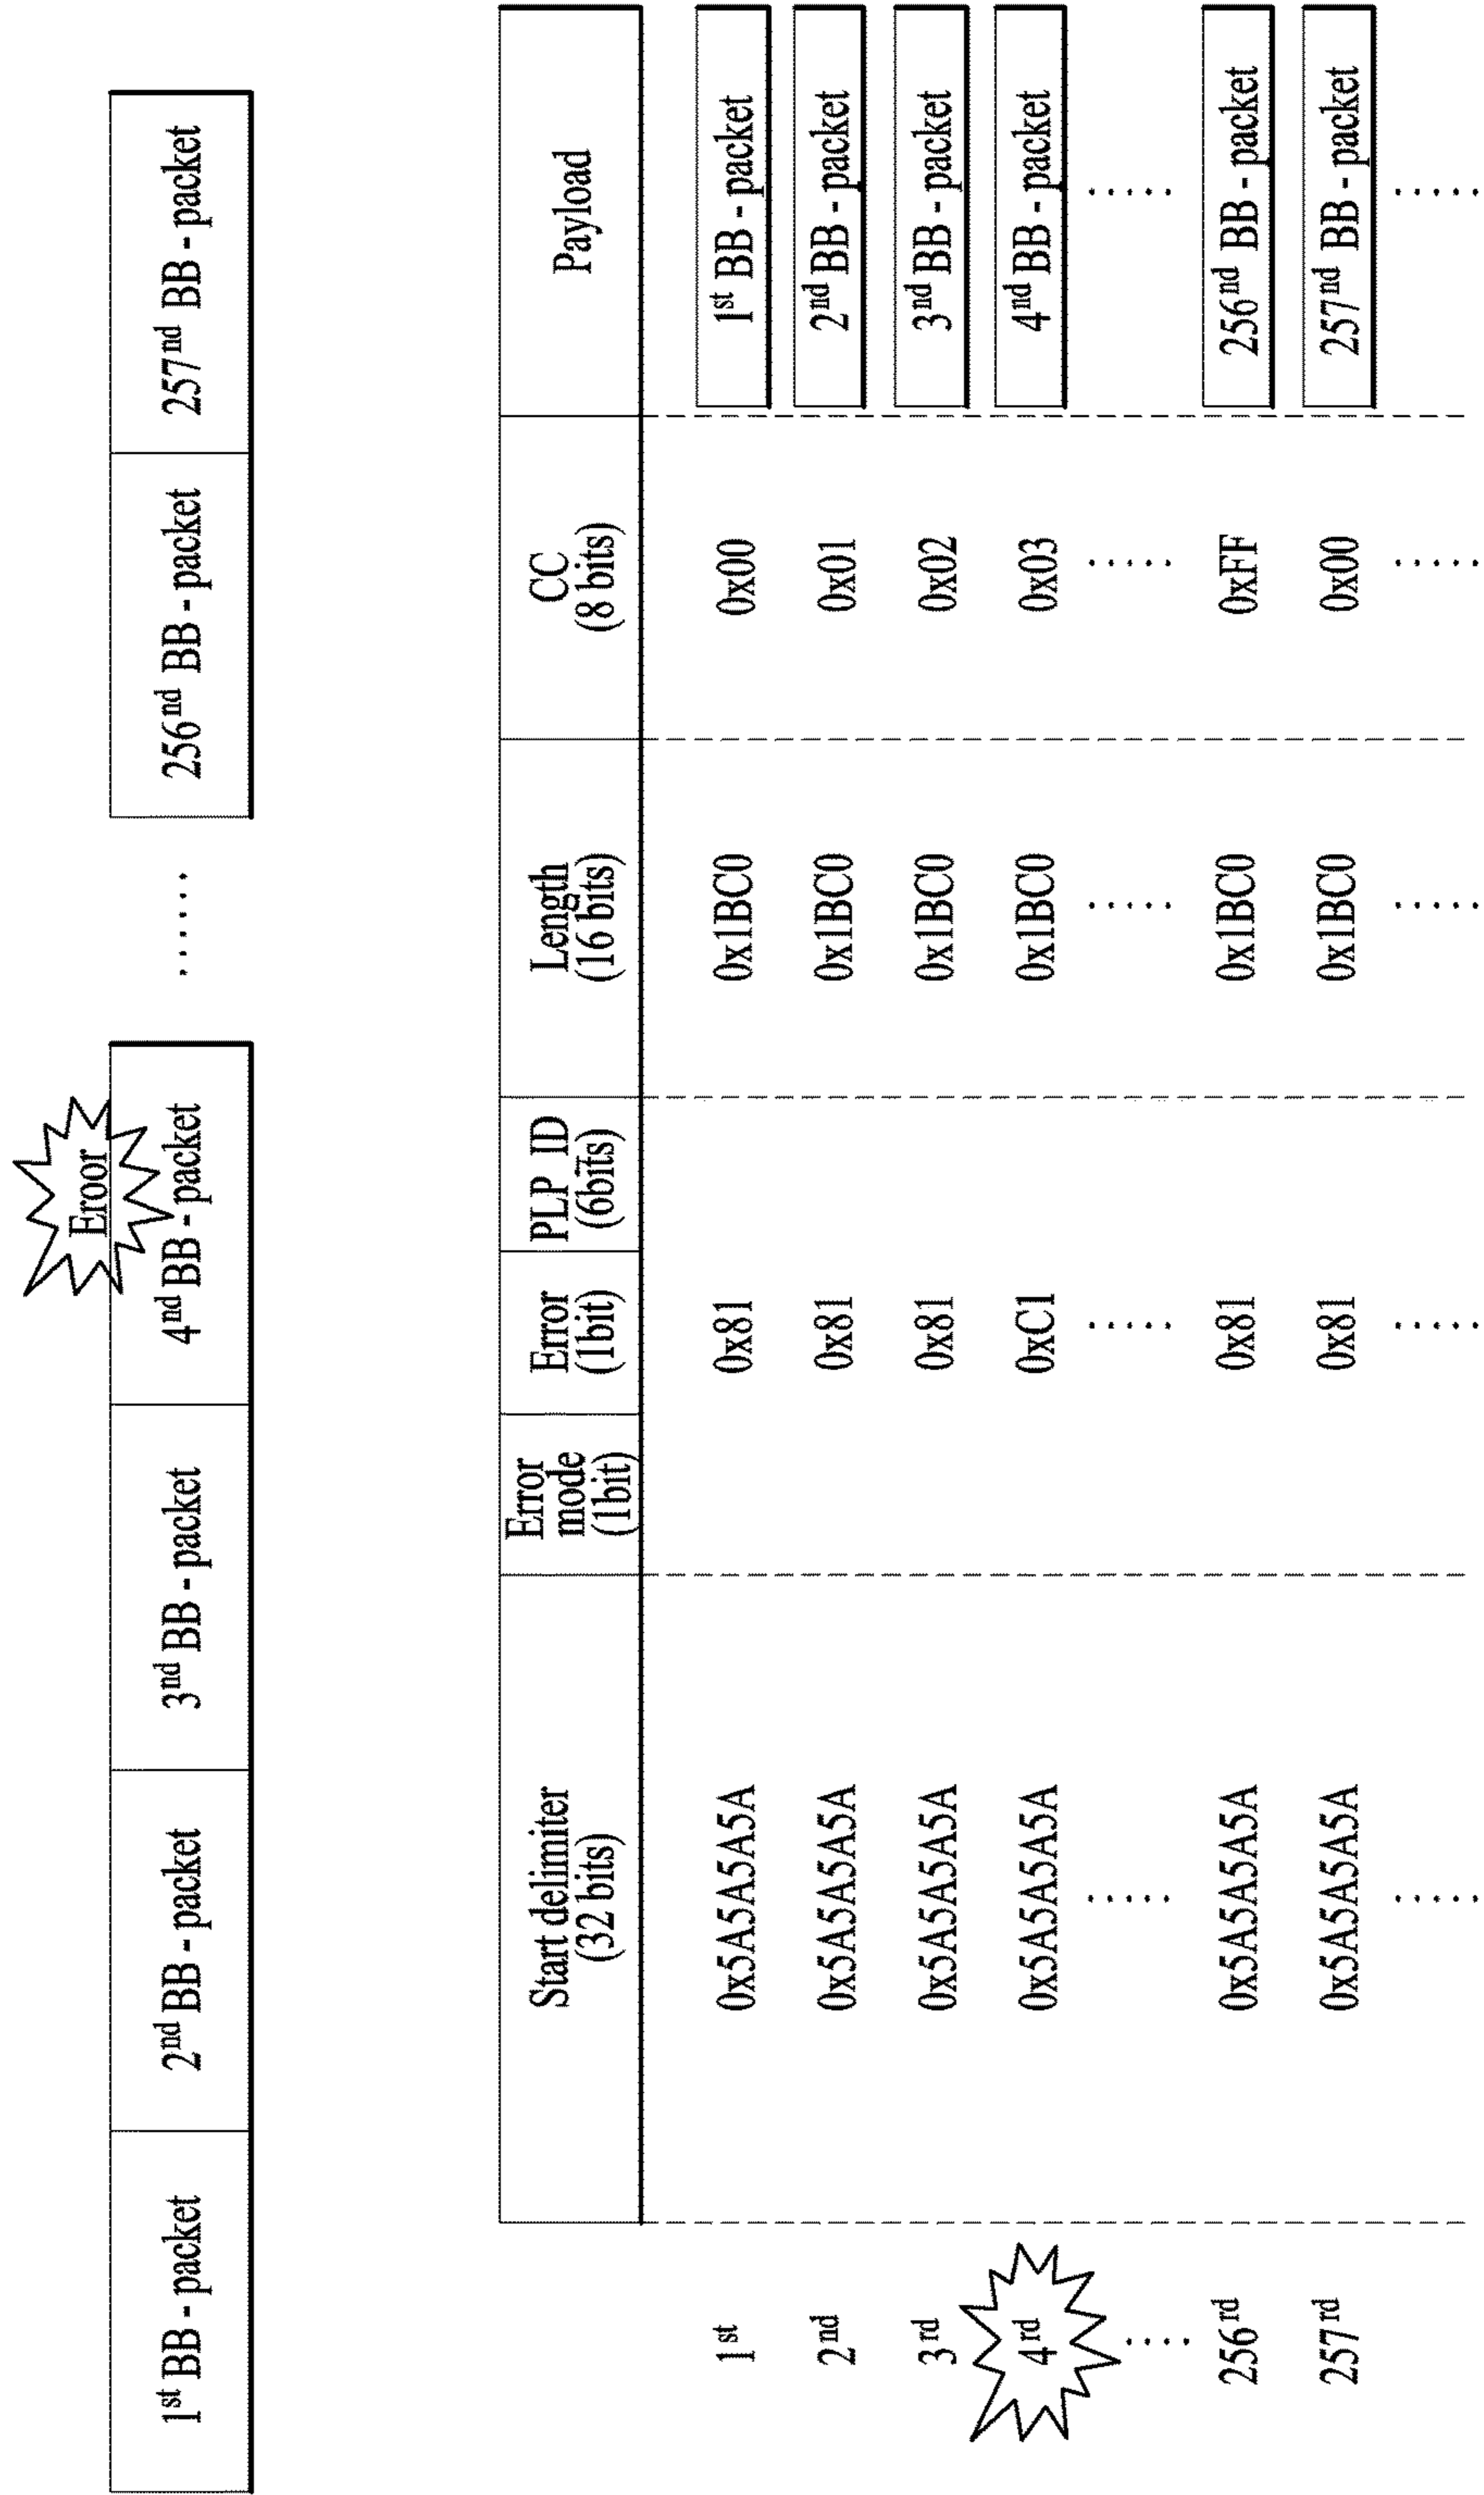 1st BB - packet 2nd BB - packet 3nd BB - packet 4nd BB - packet ..... 256nd BB - packet 257nd BB - packet
Eroor
Start delimiter (32 bits) Error mode (1bit) Error (1bit) PLP ID (6bits) Length (16 bits) CC (8 bits) Payload
1st 0x5A5A5A5A 0x81 0x1BC0 0x00 1st BB - packet
2nd 0x5A5A5A5A 0x81 0x1BC0 0x01 2nd BB - packet
3rd 0x5A5A5A5A 0x81 0x1BC0 0x02 3nd BB - packet
4rd 0x5A5A5A5A 0xC1 0x1BC0 0x03 4nd BB - packet
..... ..... ..... ..... ..... .....
256rd 0x5A5A5A5A 0x81 0x1BC0 0xFF 256nd BB - packet
257rd 0x5A5A5A5A 0x81 0x1BC0 0x00 257nd BB - packet
..... ..... ..... ..... .....